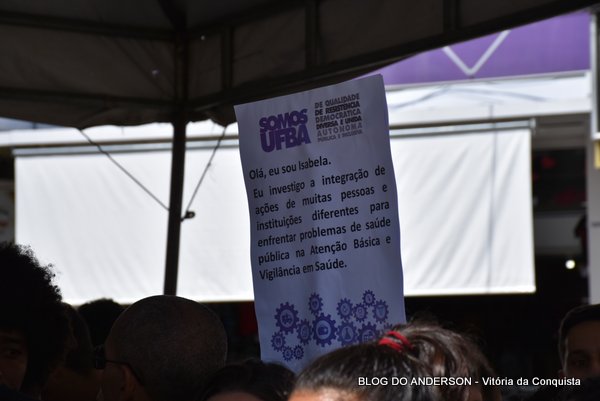 SOMOS
UFBA
DE QUALIDADE
DE RESISTÊNCIA
DEMOCRÁTICA
DIVERSA E UNIDA
AUTÔNOMA
PÚBLICA E INCLUSIVA
Olá, eu sou Isabela.
Eu investigo a integração de
ações de muitas pessoas e
instituições diferentes para
enfrentar problemas de saúde
pública na Atenção Básica e
Vigilância em Saúde.
BLOG DO ANDERSON - Vitória da Conquista